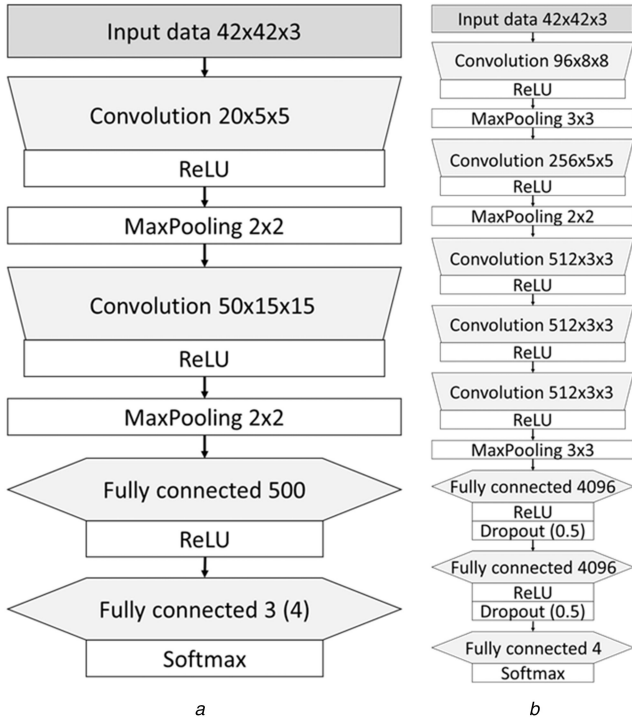 Input data 42x42x3
Convolution 20x5x5
ReLU
MaxPooling 2x2
Convolution 50x15x15
ReLU
MaxPooling 2x2
Fully connected 500
ReLU
Fully connected 3 (4)
Softmax
a
Input data 42x42x3
Convolution 96x8x8
ReLU
MaxPooling 3x3
Convolution 256x5x5
ReLU
MaxPooling 2x2
Convolution 512x3x3
ReLU
Convolution 512x3x3
ReLU
Convolution 512x3x3
ReLU
MaxPooling 3x3
Fully connected 4096
ReLU
Dropout (0.5)
Fully connected 4096
ReLU
Dropout (0.5)
Fully connected 4
Softmax
b